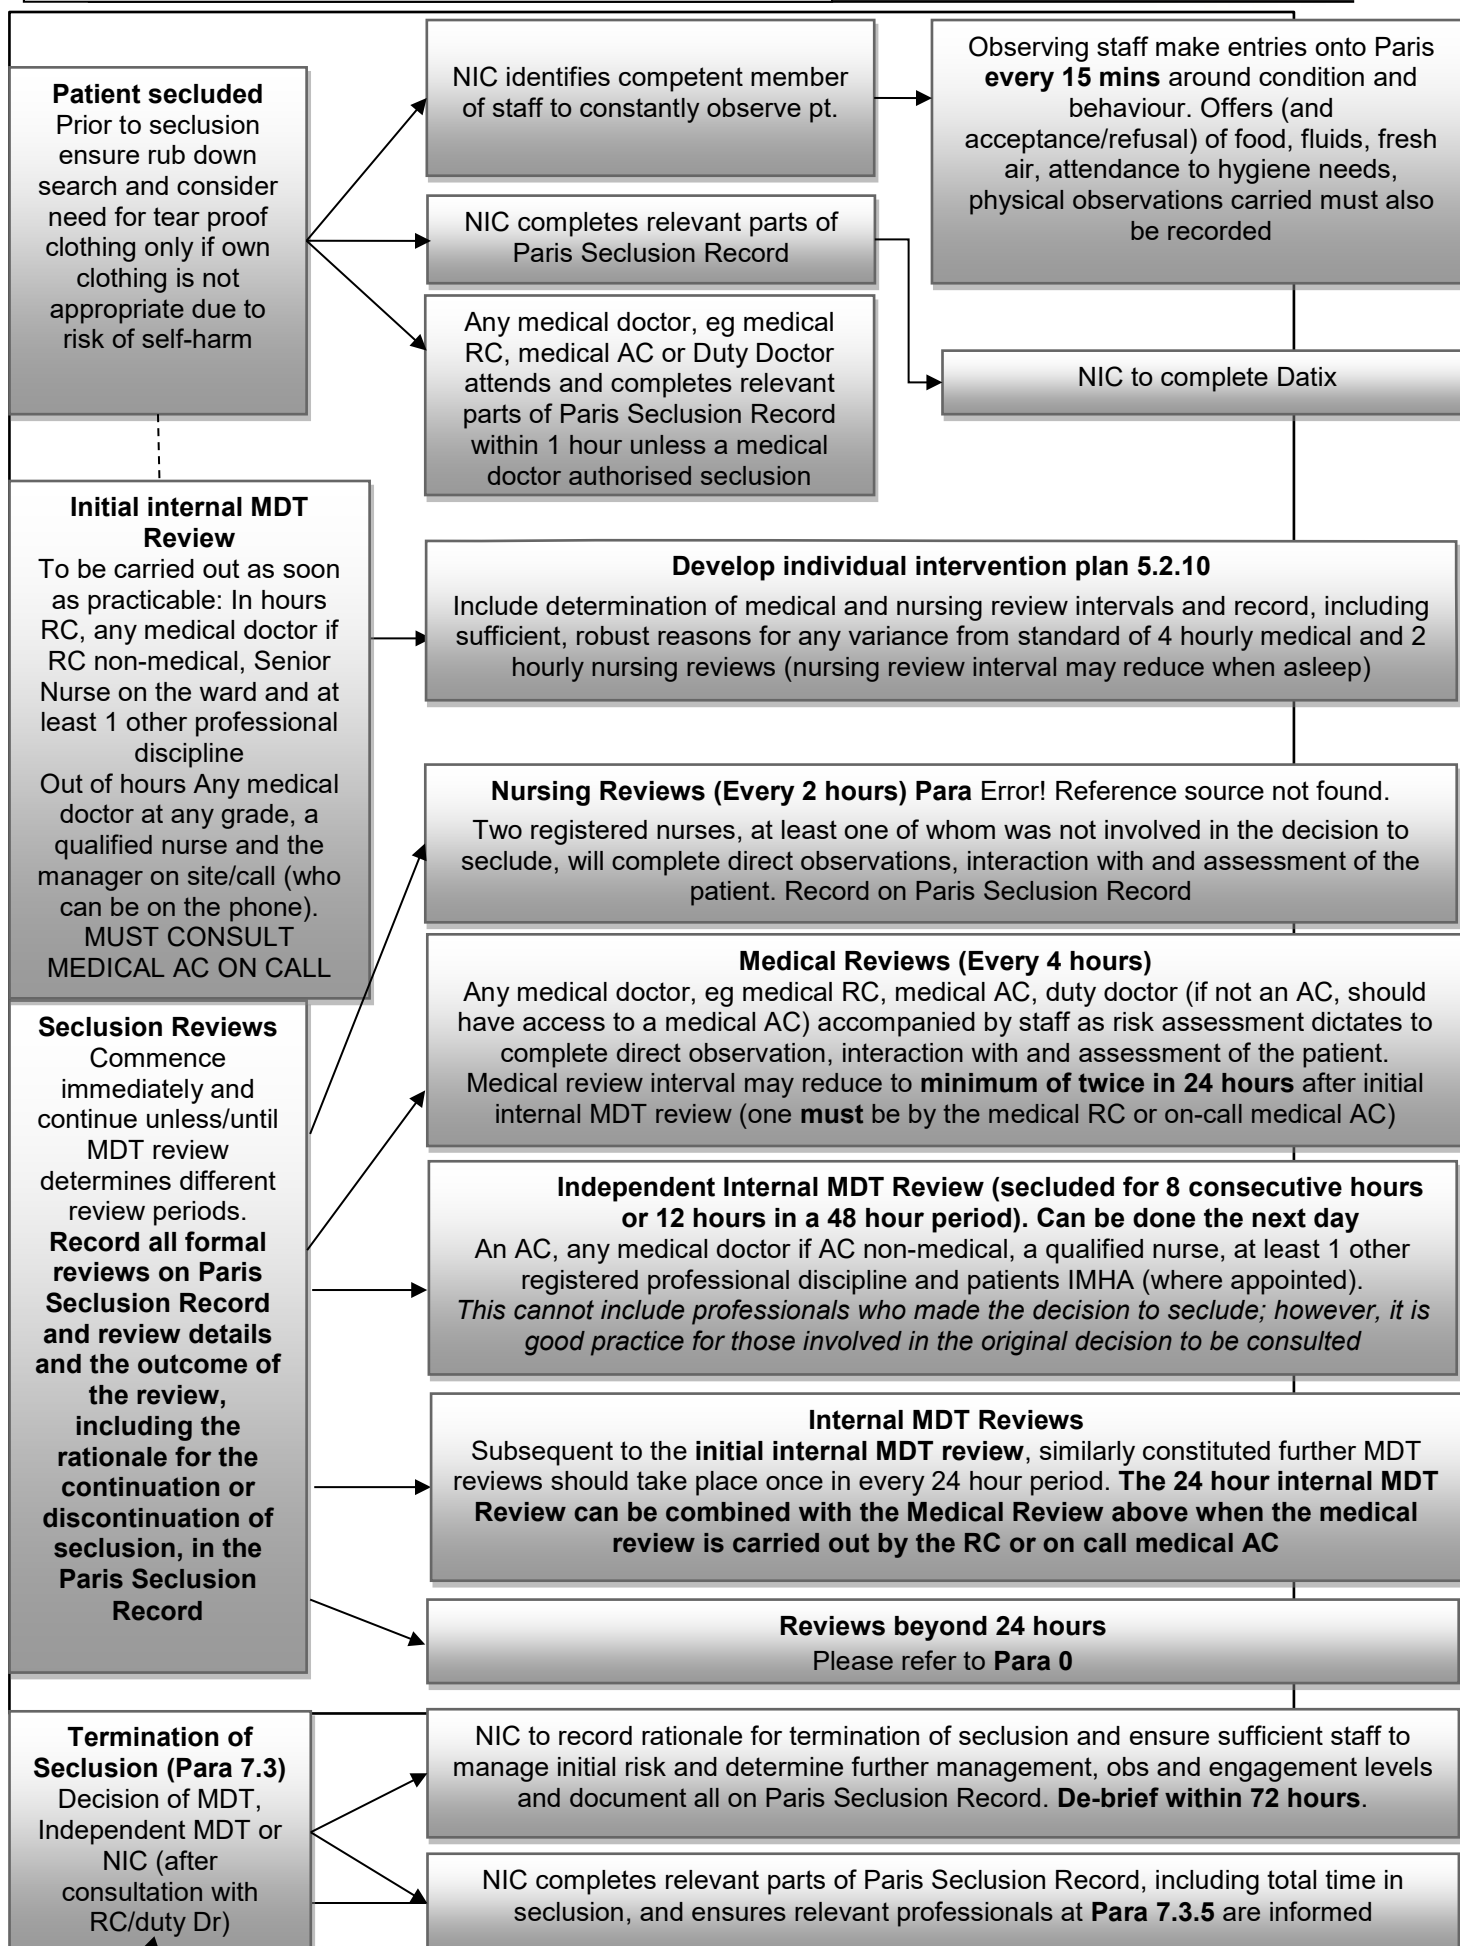 Patient secluded
Prior to seclusion
ensure rub down
search and consider
need for tear proof
clothing only if own
clothing is not
appropriate due to
risk of self-harm
NIC identifies competent member
of staff to constantly observe pt.
Observing staff make entries onto Paris
every 15 mins around condition and
behaviour. Offers (and
acceptance/refusal) of food, fluids, fresh
air, attendance to hygiene needs,
physical observations carried must also
be recorded
NIC completes relevant parts of
Paris Seclusion Record
NIC to complete Datix
Any medical doctor, eg medical
RC, medical AC or Duty Doctor
attends and completes relevant
parts of Paris Seclusion Record
within 1 hour unless a medical
doctor authorised seclusion
Initial internal MDT
Review
To be carried out as soon
as practicable: In hours
RC, any medical doctor if
RC non-medical, Senior
Nurse on the ward and at
least 1 other professional
discipline
Out of hours Any medical
doctor at any grade, a
qualified nurse and the
manager on site/call (who
can be on the phone).
MUST CONSULT
MEDICAL AC ON CALL
Develop individual intervention plan 5.2.10
Include determination of medical and nursing review intervals and record, including
sufficient, robust reasons for any variance from standard of 4 hourly medical and 2
hourly nursing reviews (nursing review interval may reduce when asleep)
Seclusion Reviews
Commence
immediately and
continue unless/until
MDT review
determines different
review periods.
Record all formal
reviews on Paris
Seclusion Record
and review details
and the outcome of
the review,
including the
rationale for the
continuation or
discontinuation of
seclusion, in the
Paris Seclusion
Record
Nursing Reviews (Every 2 hours) Para Error! Reference source not found.
Two registered nurses, at least one of whom was not involved in the decision to
seclude, will complete direct observations, interaction with and assessment of the
patient. Record on Paris Seclusion Record
Medical Reviews (Every 4 hours)
Any medical doctor, eg medical RC, medical AC, duty doctor (if not an AC, should
have access to a medical AC) accompanied by staff as risk assessment dictates to
complete direct observation, interaction with and assessment of the patient.
Medical review interval may reduce to minimum of twice in 24 hours after initial
internal MDT review (one must be by the medical RC or on-call medical AC)
Independent Internal MDT Review (secluded for 8 consecutive hours
or 12 hours in a 48 hour period). Can be done the next day
An AC, any medical doctor if AC non-medical, a qualified nurse, at least 1 other
registered professional discipline and patients IMHA (where appointed).
This cannot include professionals who made the decision to seclude; however, it is
good practice for those involved in the original decision to be consulted
Internal MDT Reviews
Subsequent to the initial internal MDT review, similarly constituted further MDT
reviews should take place once in every 24 hour period. The 24 hour internal MDT
Review can be combined with the Medical Review above when the medical
review is carried out by the RC or on call medical AC
Reviews beyond 24 hours
Please refer to Para 0
Termination of
Seclusion (Para 7.3)
Decision of MDT,
Independent MDT or
NIC (after
consultation with
RC/duty Dr)
NIC to record rationale for termination of seclusion and ensure sufficient staff to
manage initial risk and determine further management, obs and engagement levels
and document all on Paris Seclusion Record. De-brief within 72 hours.
NIC completes relevant parts of Paris Seclusion Record, including total time in
seclusion, and ensures relevant professionals at Para 7.3.5 are informed